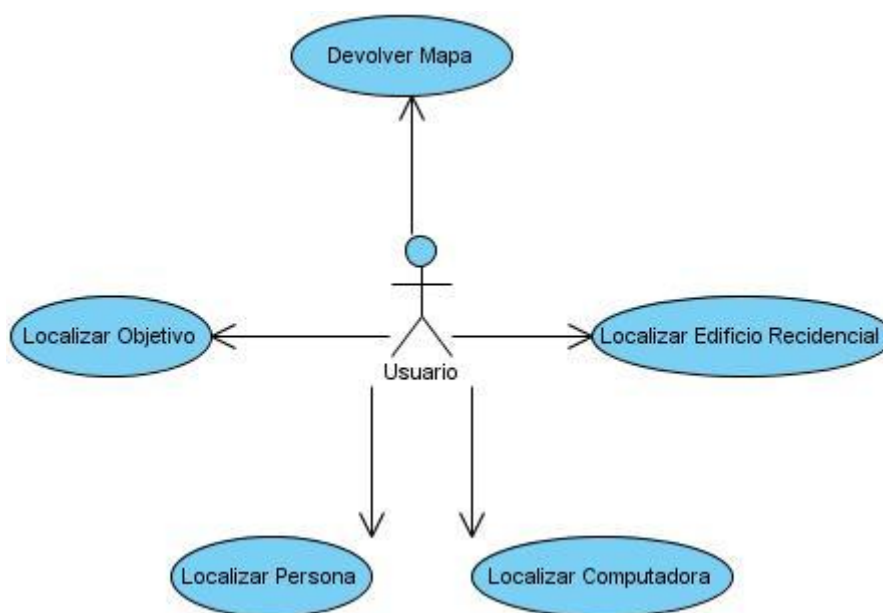 Devolver Mapa
Localizar Objetivo
Localizar Edificio Recidencial
Usuario
Localizar Persona
Localizar Computadora